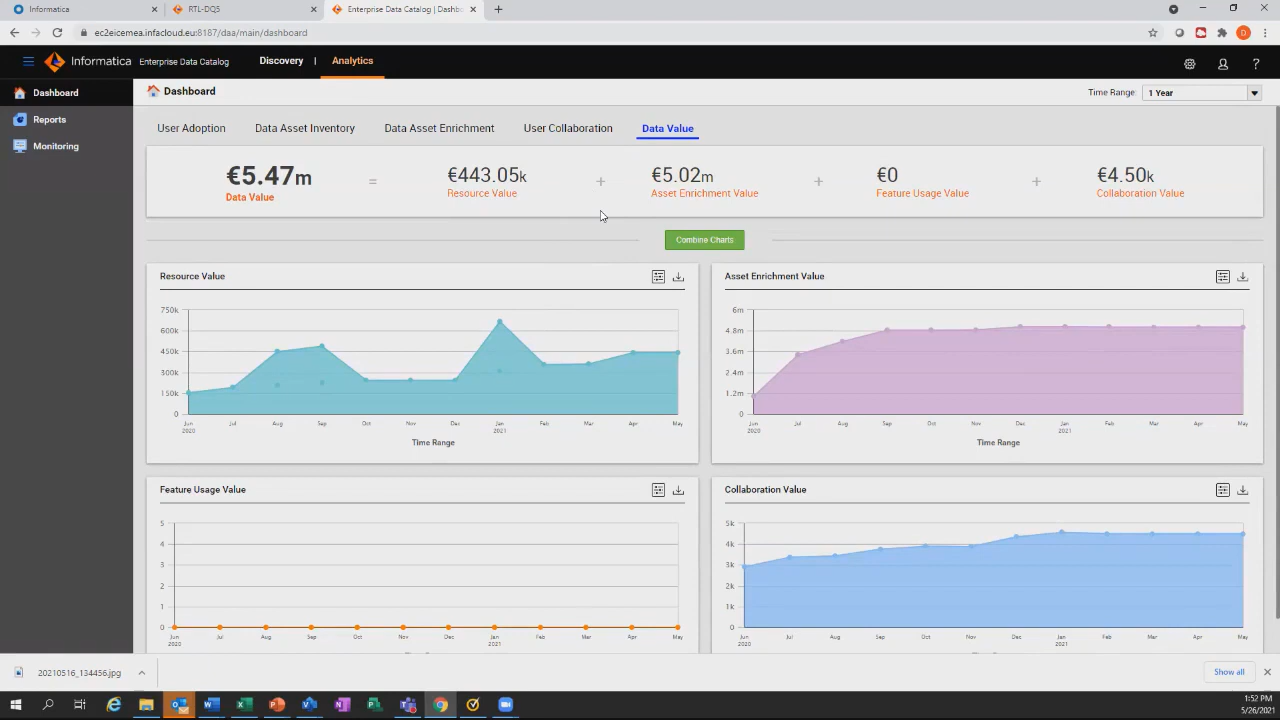 Informatica
RTL-DQS
Enterprise Data Catalog | Dashbo
ec2eicemea.infacloud.eu:8187/daa/main/dashboard
D
Informatica Enterprise Data Catalog Discovery | Analytics
?
Dashboard
Reports
Monitoring
Dashboard
Time Range: 1 Year
User Adoption Data Asset Inventory Data Asset Enrichment User Collaboration Data Value
€5.47m = €443.05k + €5.02m + €0 + €4.50k
Data Value Resource Value Asset Enrichment Value Feature Usage Value Collaboration Value
Combine Charts
Resource Value
750k
600k
450k
300k
150k
0
Jun Jul Aug Sep Oct Nov Dec Jan Feb Mar Apr May
2020 2021
Time Range
Asset Enrichment Value
6m
4.8m
3.6m
2.4m
1.2m
0
Jun Jul Aug Sep Oct Nov Dec Jan Feb Mar Apr May
2020 2021
Time Range
Feature Usage Value
5
4
3
2
1
0
Jun Jul Aug Sep Oct Nov Dec Jan Feb Mar Apr May
2020 2021
Collaboration Value
5k
4k
3k
2k
1k
0
Jun Jul Aug Sep Oct Nov Dec Jan Feb Mar Apr May
2020 2021
20210516_134456.jpg
Show all
1:52 PM
5/26/2021